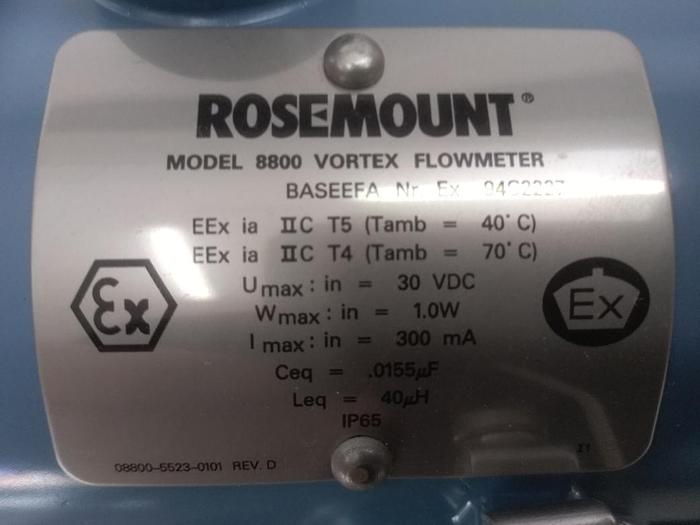 ROSEMOUNT®
MODEL 8800 VORTEX FLOWMETER
BASEEFA Nr. Ex 94C2227
EEx ia IIC T5 (Tamb = 40°C)
EEx ia IIC T4 (Tamb = 70°C)
Umax: in = 30 VDC
Wmax: in = 1.0W
Imax: in = 300 mA
Ceq = .0155µF
Leq = 40µH
IP65
Ex
Ex
08800-5523-0101 REV. D
I1